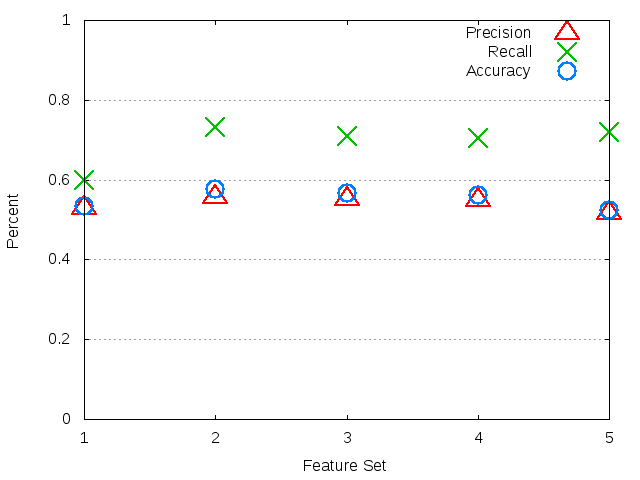 1
Precision
Recall
Accuracy
0.8
0.6
0.4
0.2
0
1 2 3 4 5
Percent
Feature Set